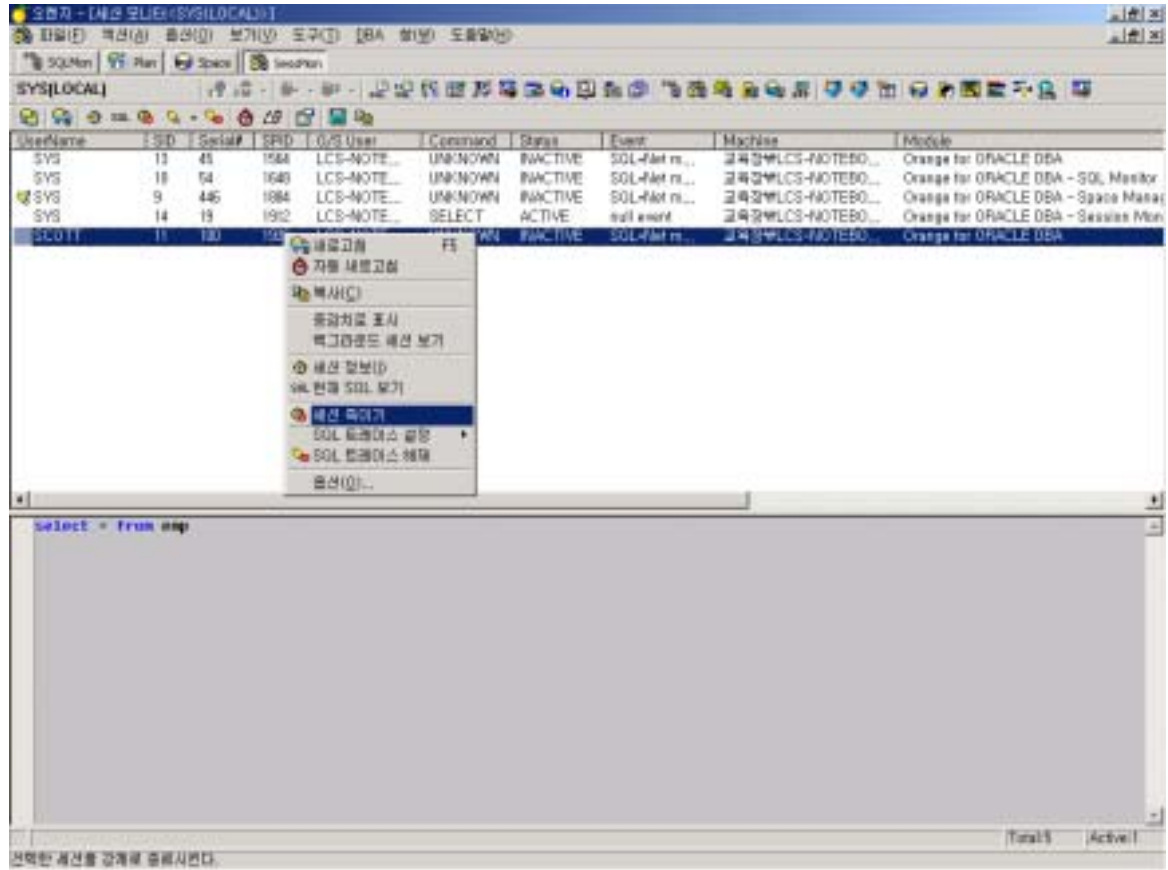 오렌지 - [세션 모니터<SYS(LOCAL)>]
파일(F) 액션(A) 옵션(O) 보기(V) 도구(T) DBA 창(W) 도움말(H)
SQLMon Plan Space SessMon
SYS(LOCAL)
UserName SID Serial# SPID O/S User Command Status Event Machine Module
SYS 13 45 1564 LCS-NOTE... UNKNOWN INACTIVE SQL*Net m... 교육장₩LCS-NOTEBO... Orange for ORACLE DBA
SYS 18 54 1648 LCS-NOTE... UNKNOWN INACTIVE SQL*Net m... 교육장₩LCS-NOTEBO... Orange for ORACLE DBA - SQL Monitor
SYS 9 446 1884 LCS-NOTE... UNKNOWN INACTIVE SQL*Net m... 교육장₩LCS-NOTEBO... Orange for ORACLE DBA - Space Manag
SYS 14 19 1912 LCS-NOTE... SELECT ACTIVE null event 교육장₩LCS-NOTEBO... Orange for ORACLE DBA - Session Mon
SCOTT 11 180 INACTIVE SQL*Net m... 교육장₩LCS-NOTEBO... Orange for ORACLE DBA
새로고침 F5
자동 새로고침
복사(C)
증감치로 표시
백그라운드 세션 보기
세션 정보(I)
SQL 현재 SQL 보기
세션 죽이기
SQL 트레이스 설정
SQL 트레이스 해제
옵션(O)...
select * from emp
Total:5 Active:1
선택한 세션을 강제로 종료시킨다.